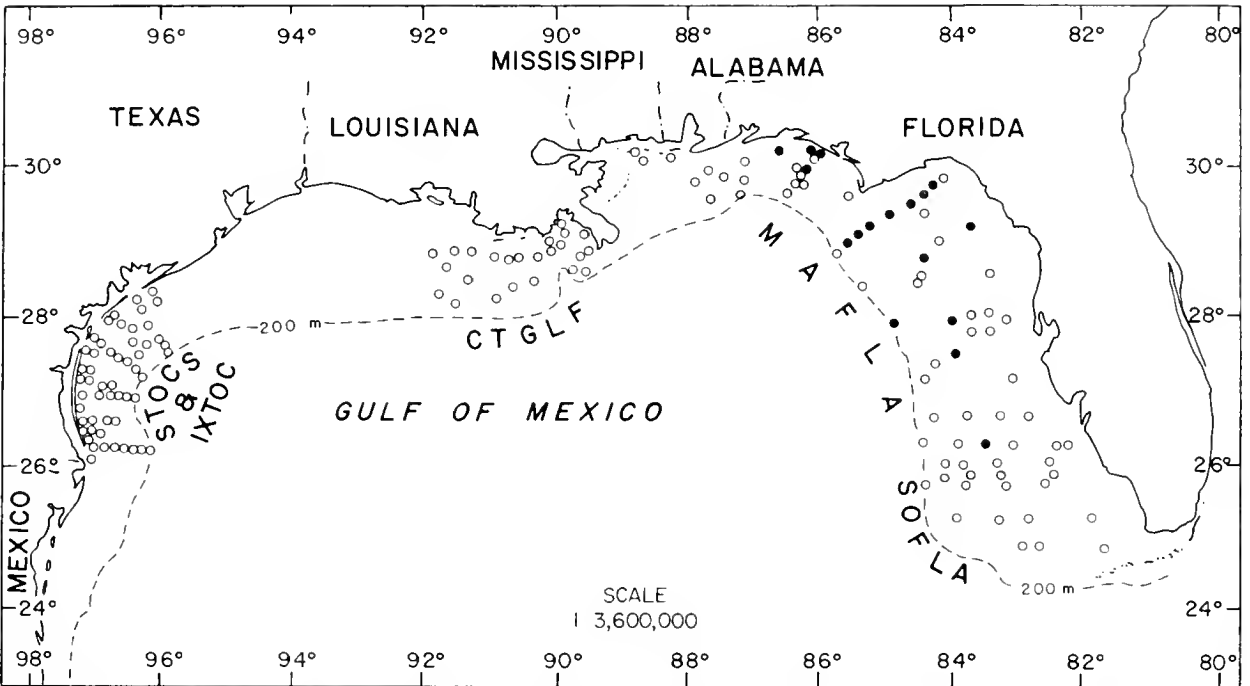 98° 96° 94° 92° 90° 88° 86° 84° 82° 80°
MISSISSIPPI ALABAMA
TEXAS LOUISIANA FLORIDA
30° 30°
MAFLA
28° 28°
200 m
CTGLF
STOCS
&
IXTOC
GULF OF MEXICO
26° 26°
SOFLA
MEXICO
200 m
SCALE
1 3,600,000
24° 24°
98° 96° 94° 92° 90° 88° 86° 84° 82° 80°